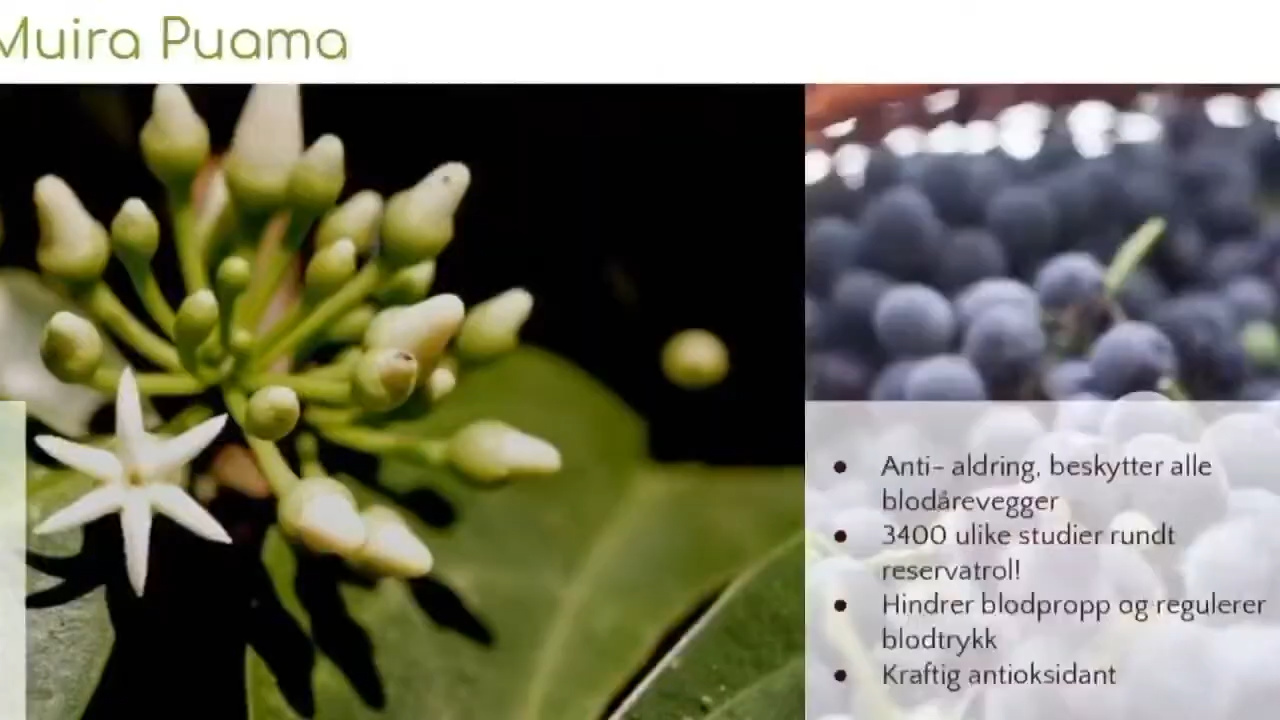 Muira Puama
Anti- aldring, beskytter alle
blodårevegger
3400 ulike studier rundt
reservatrol!
Hindrer blodpropp og regulerer
blodtrykk
Kraftig antioksidant